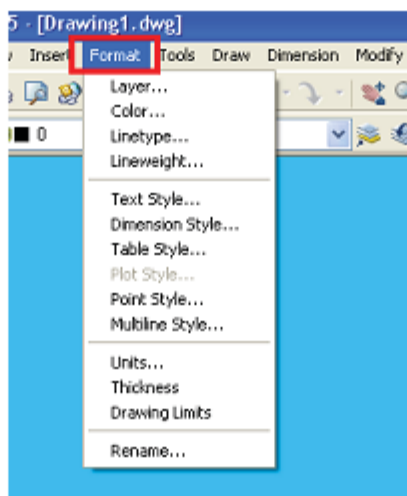 5 - [Drawing1.dwg]
Insert Format Tools Draw Dimension Modify
0
Layer...
Color...
Linetype...
Lineweight...
Text Style...
Dimension Style...
Table Style...
Plot Style...
Point Style...
Multiline Style...
Units...
Thickness
Drawing Limits
Rename...